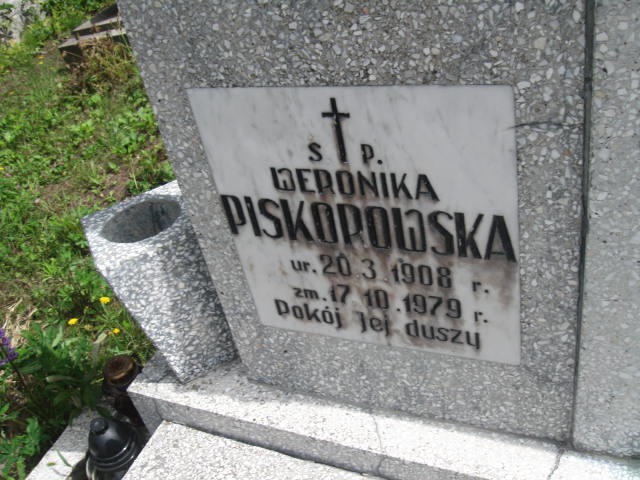 S P.
WERONIKA
PISKOROWSKA
ur. 20.3.1908 r.
zm. 17.10.1979 r.
Pokój jej duszy